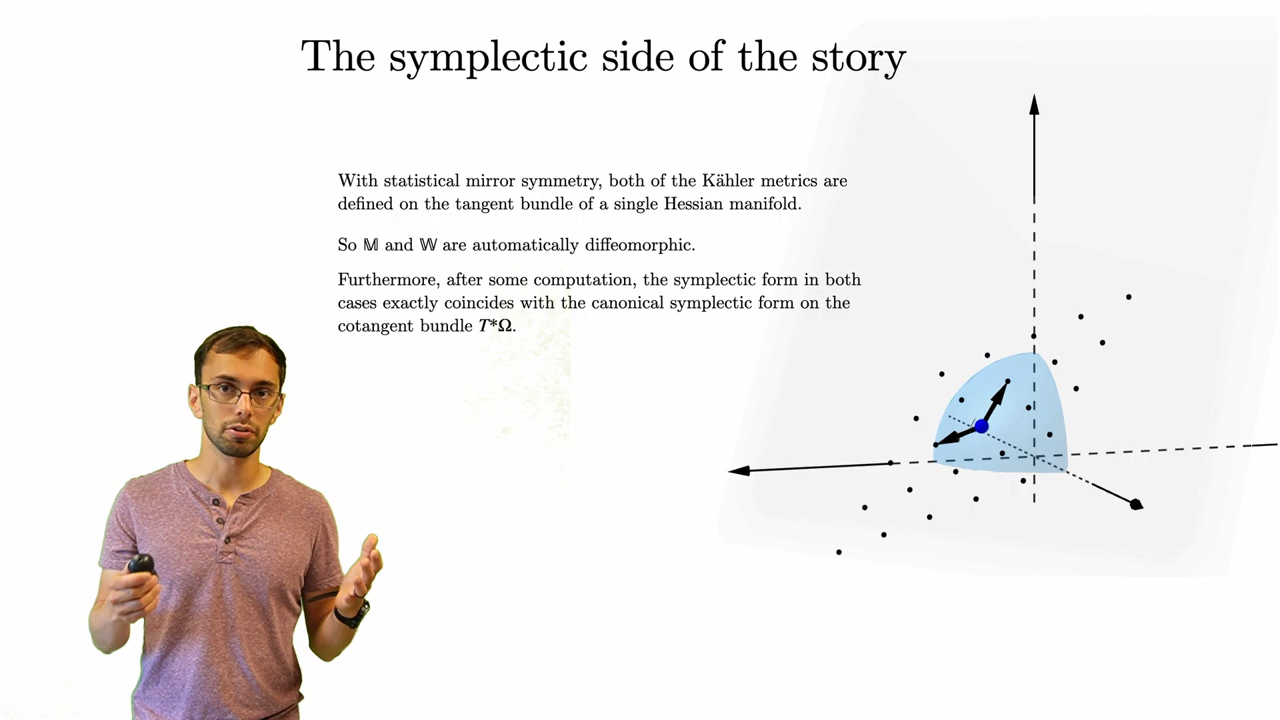 The symplectic side of the story
With statistical mirror symmetry, both of the Kähler metrics are
defined on the tangent bundle of a single Hessian manifold.
So 𝕄 and 𝕎 are automatically diffeomorphic.
Furthermore, after some computation, the symplectic form in both
cases exactly coincides with the canonical symplectic form on the
cotangent bundle T*Ω.